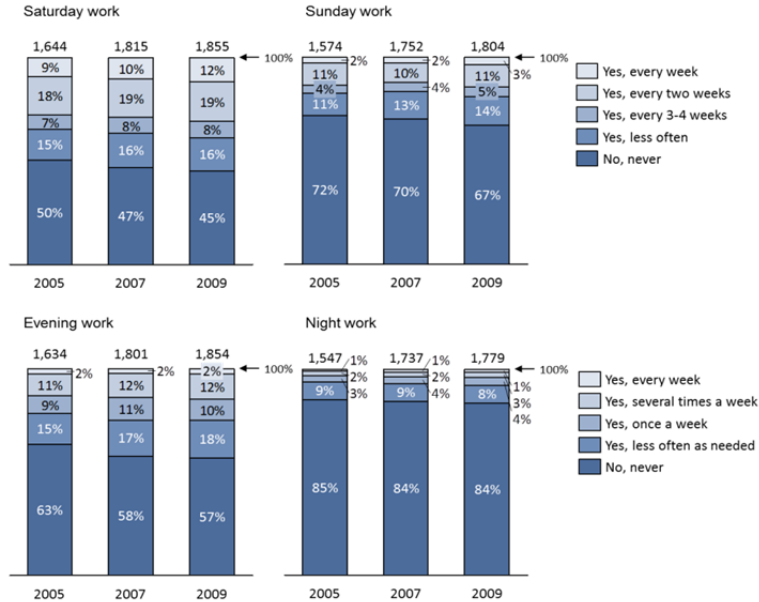 Saturday work
1,644 1,815 1,855
100%
9% 10% 12%
18% 19% 19%
7% 8% 8%
15% 16% 16%
50% 47% 45%
2005 2007 2009
Sunday work
1,574 1,752 1,804
100%
2% 2% 3%
11% 10% 11%
4% 4% 5%
11% 13% 14%
72% 70% 67%
2005 2007 2009
Yes, every week
Yes, every two weeks
Yes, every 3-4 weeks
Yes, less often
No, never
Evening work
1,634 1,801 1,854
100%
2% 2% 2%
11% 12% 12%
9% 11% 10%
15% 17% 18%
63% 58% 57%
2005 2007 2009
Night work
1,547 1,737 1,779
100%
1% 1% 1%
2% 2% 3%
3% 4% 4%
9% 9% 8%
85% 84% 84%
2005 2007 2009
Yes, every week
Yes, several times a week
Yes, once a week
Yes, less often as needed
No, never